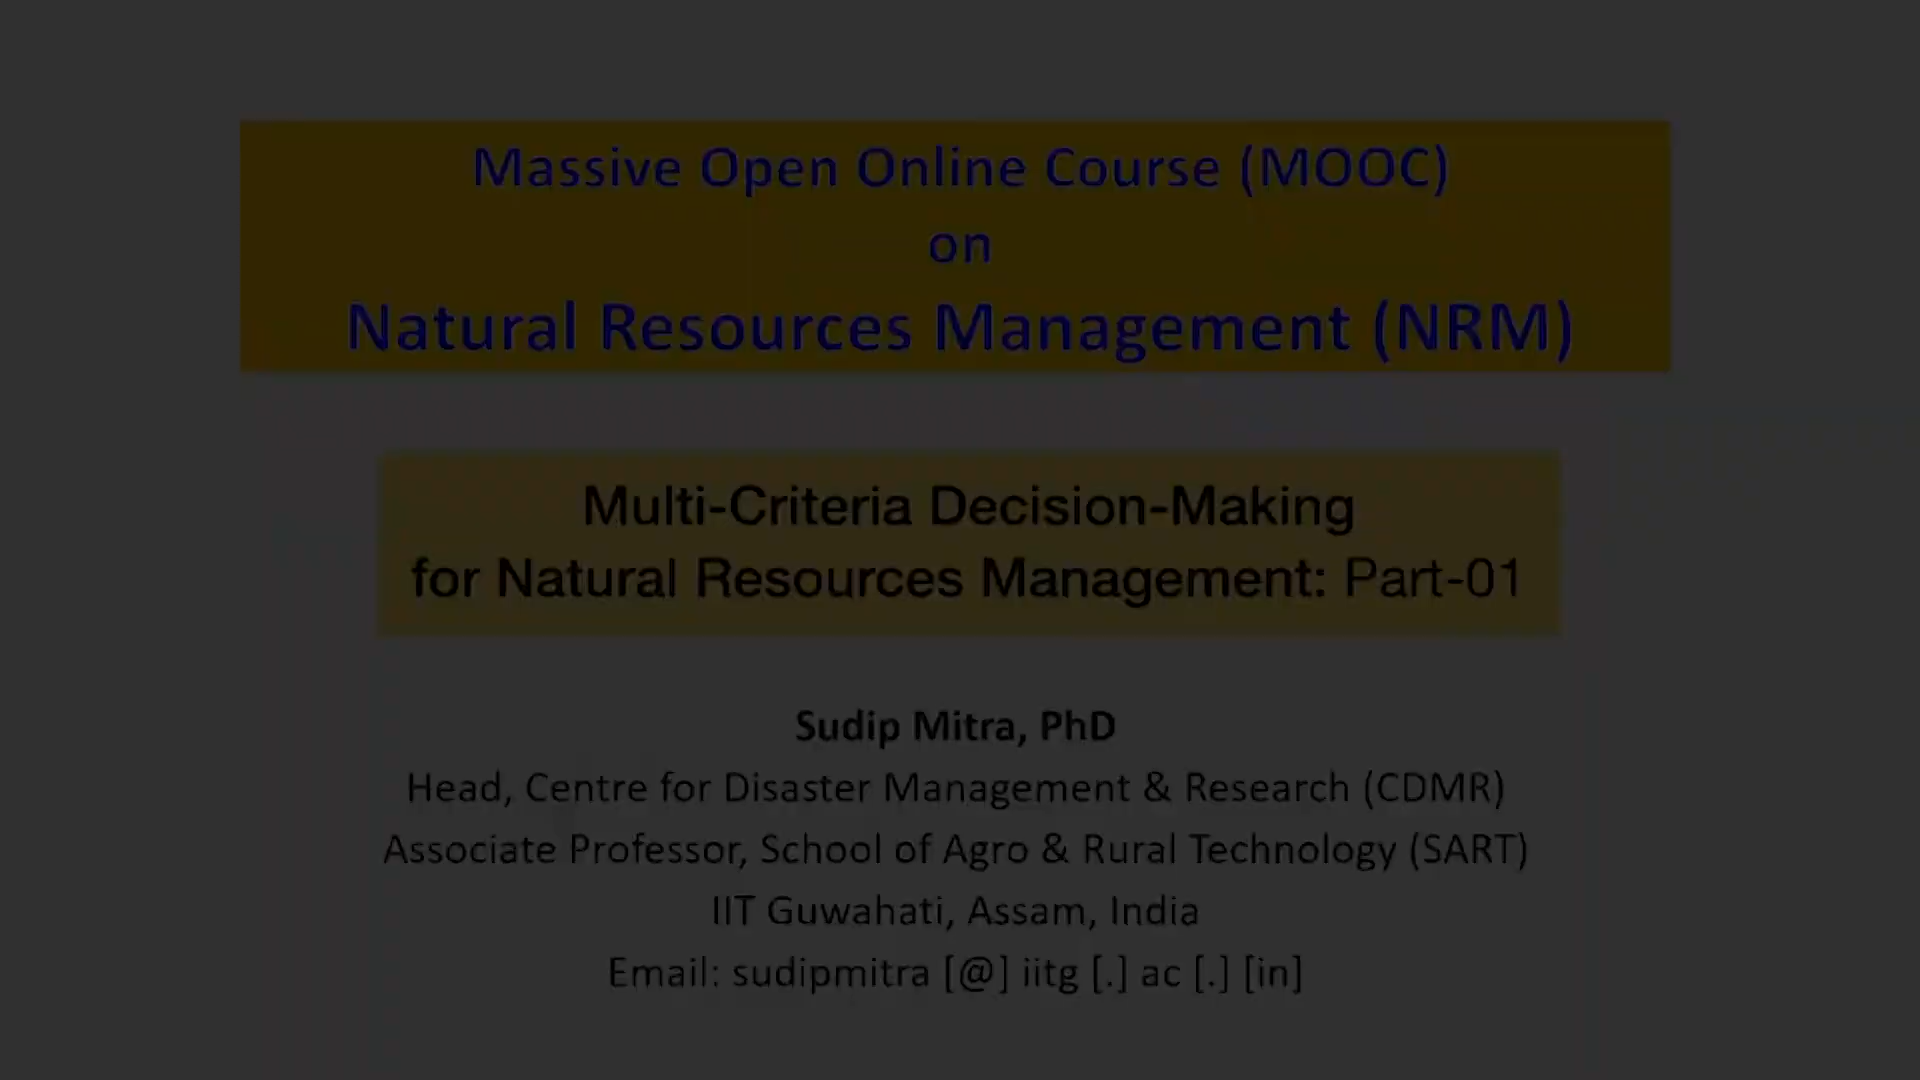 Massive Open Online Course (MOOC)
on
Natural Resources Management (NRM)
Multi-Criteria Decision-Making
for Natural Resources Management: Part-01
Sudip Mitra, PhD
Head, Centre for Disaster Management & Research (CDMR)
Associate Professor, School of Agro & Rural Technology (SART)
IIT Guwahati, Assam, India
Email: sudipmitra [@] iitg [.] ac [.] [in]